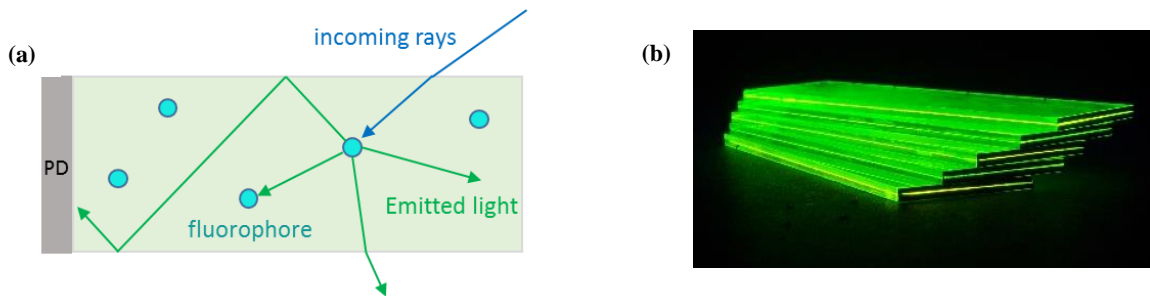 (a)
incoming rays
PD
Emitted light
fluorophore
(b)